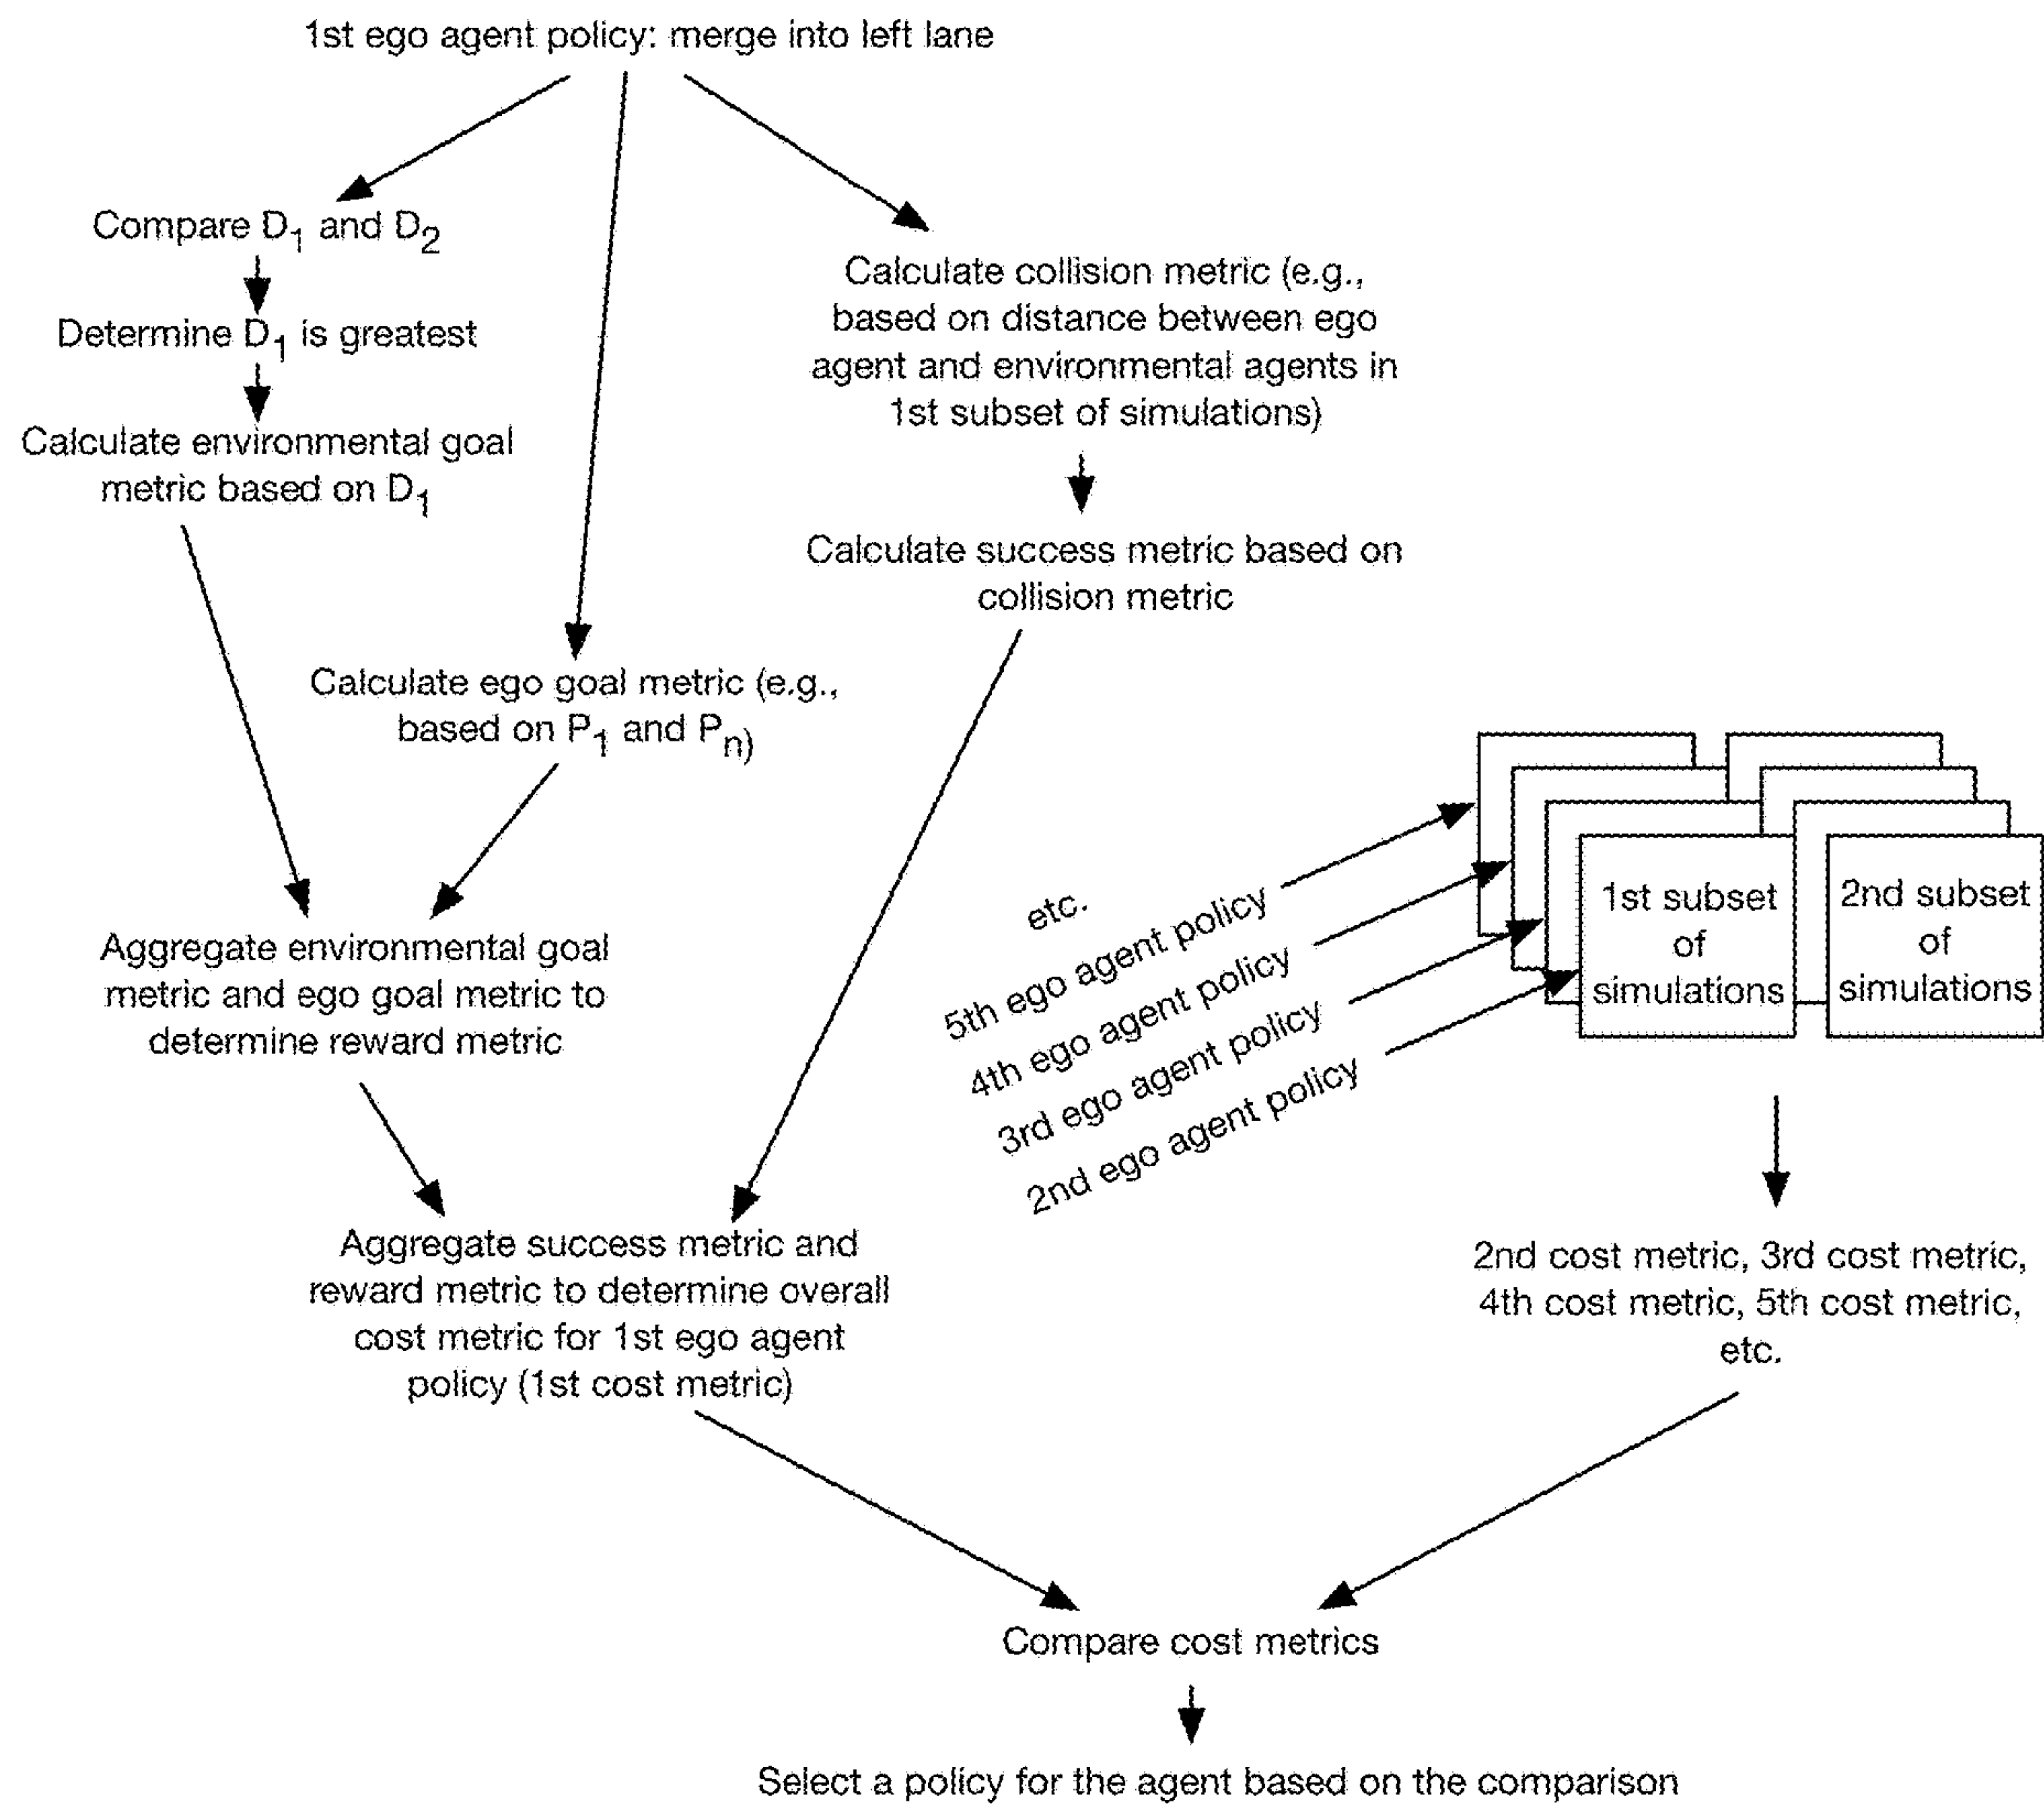 1st ego agent policy: merge into left lane
Compare D1 and D2
Determine D1 is greatest
Calculate environmental goal
metric based on D1
Calculate collision metric (e.g.,
based on distance between ego
agent and environmental agents in
1st subset of simulations)
Calculate success metric based on
collision metric
Calculate ego goal metric (e.g.,
based on P1 and Pn)
Aggregate environmental goal
metric and ego goal metric to
determine reward metric
etc.
5th ego agent policy
4th ego agent policy
3rd ego agent policy
2nd ego agent policy
1st subset
of
simulations
2nd subset
of
simulations
Aggregate success metric and
reward metric to determine overall
cost metric for 1st ego agent
policy (1st cost metric)
2nd cost metric, 3rd cost metric,
4th cost metric, 5th cost metric,
etc.
Compare cost metrics
Select a policy for the agent based on the comparison